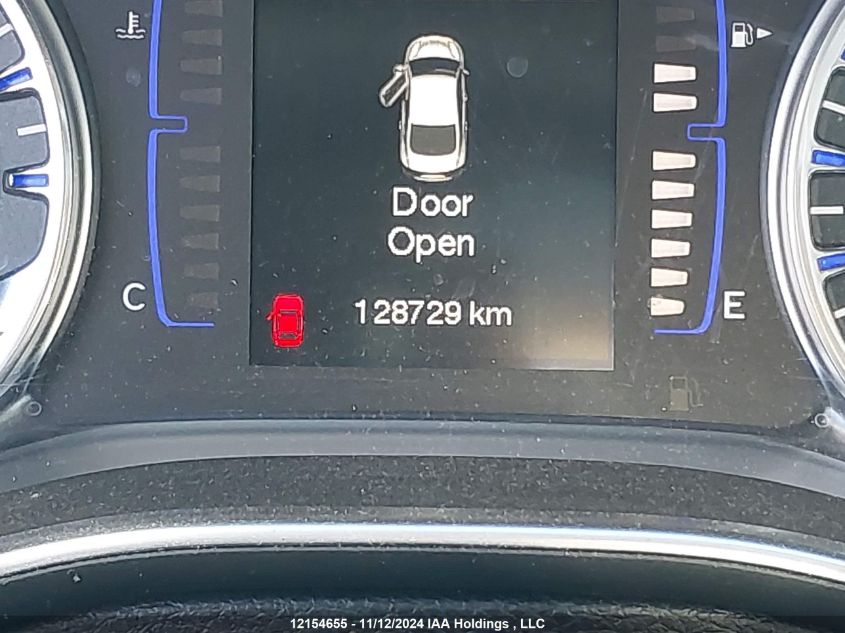 Door
Open
C
128729 km
E
12154655 - 11/12/2024 IAA Holdings , LLC